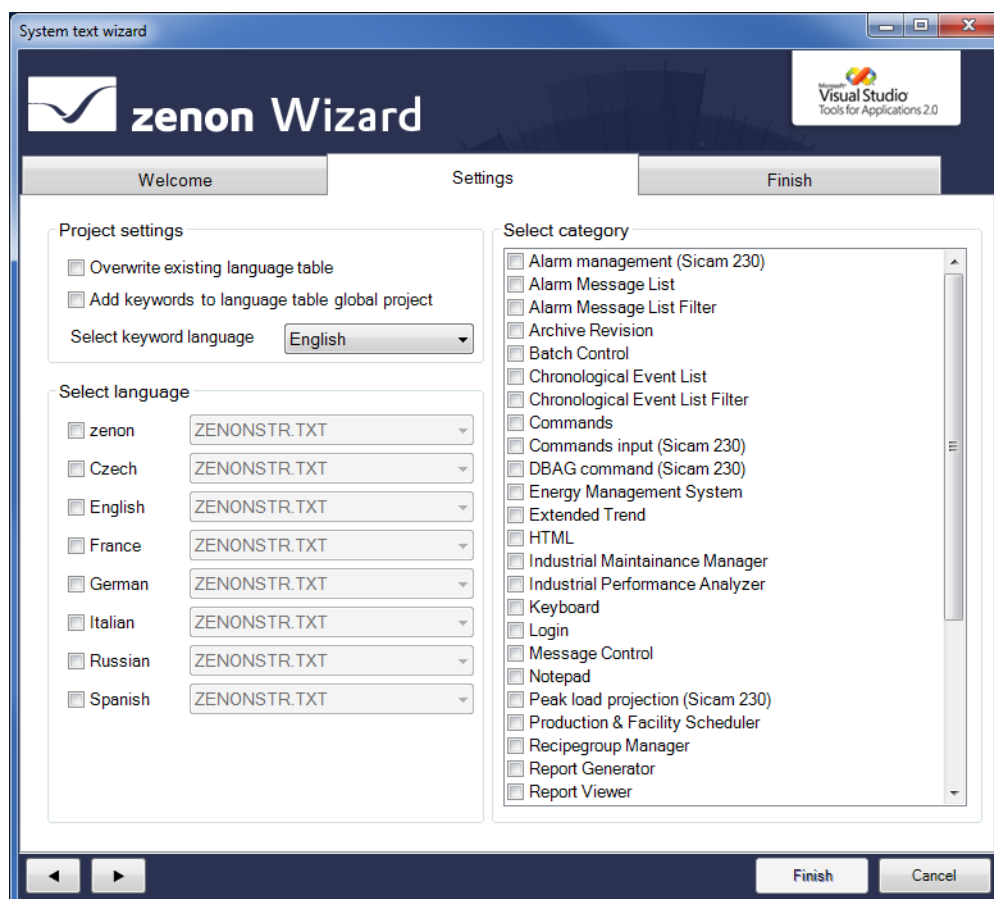 System text wizard
zenon Wizard
Microsoft
Visual Studio
Tools for Applications 2.0
Welcome
Settings
Finish
Project settings
Overwrite existing language table
Add keywords to language table global project
Select keyword language English
Select language
zenon ZENONSTR.TXT
Czech ZENONSTR.TXT
English ZENONSTR.TXT
France ZENONSTR.TXT
German ZENONSTR.TXT
Italian ZENONSTR.TXT
Russian ZENONSTR.TXT
Spanish ZENONSTR.TXT
Select category
Alarm management (Sicam 230)
Alarm Message List
Alarm Message List Filter
Archive Revision
Batch Control
Chronological Event List
Chronological Event List Filter
Commands
Commands input (Sicam 230)
DBAG command (Sicam 230)
Energy Management System
Extended Trend
HTML
Industrial Maintainance Manager
Industrial Performance Analyzer
Keyboard
Login
Message Control
Notepad
Peak load projection (Sicam 230)
Production & Facility Scheduler
Recipegroup Manager
Report Generator
Report Viewer
Finish
Cancel